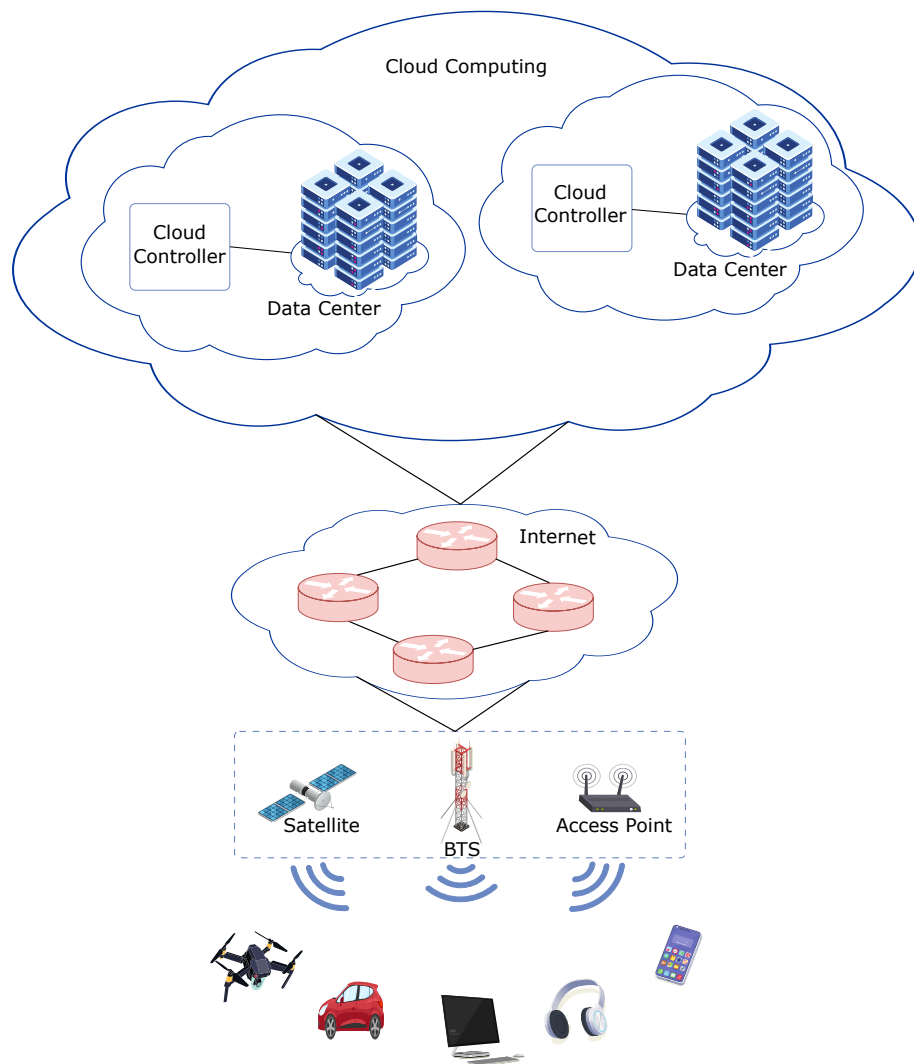 Cloud Computing
Cloud
Controller
Data Center
Cloud
Controller
Data Center
Internet
Satellite
BTS
Access Point